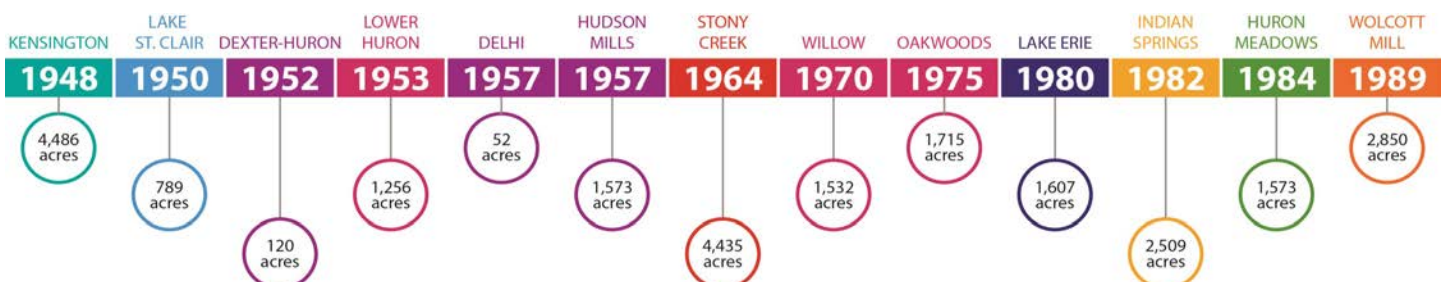 KENSINGTON
1948
4,486
acres
LAKE
ST. CLAIR
1950
789
acres
DEXTER-HURON
1952
120
acres
LOWER
HURON
1953
1,256
acres
DELHI
1957
52
acres
HUDSON
MILLS
1957
1,573
acres
STONY
CREEK
1964
4,435
acres
WILLOW
1970
1,532
acres
OAKWOODS
1975
1,715
acres
LAKE ERIE
1980
1,607
acres
INDIAN
SPRINGS
1982
2,509
acres
HURON
MEADOWS
1984
1,573
acres
WOLCOTT
MILL
1989
2,850
acres